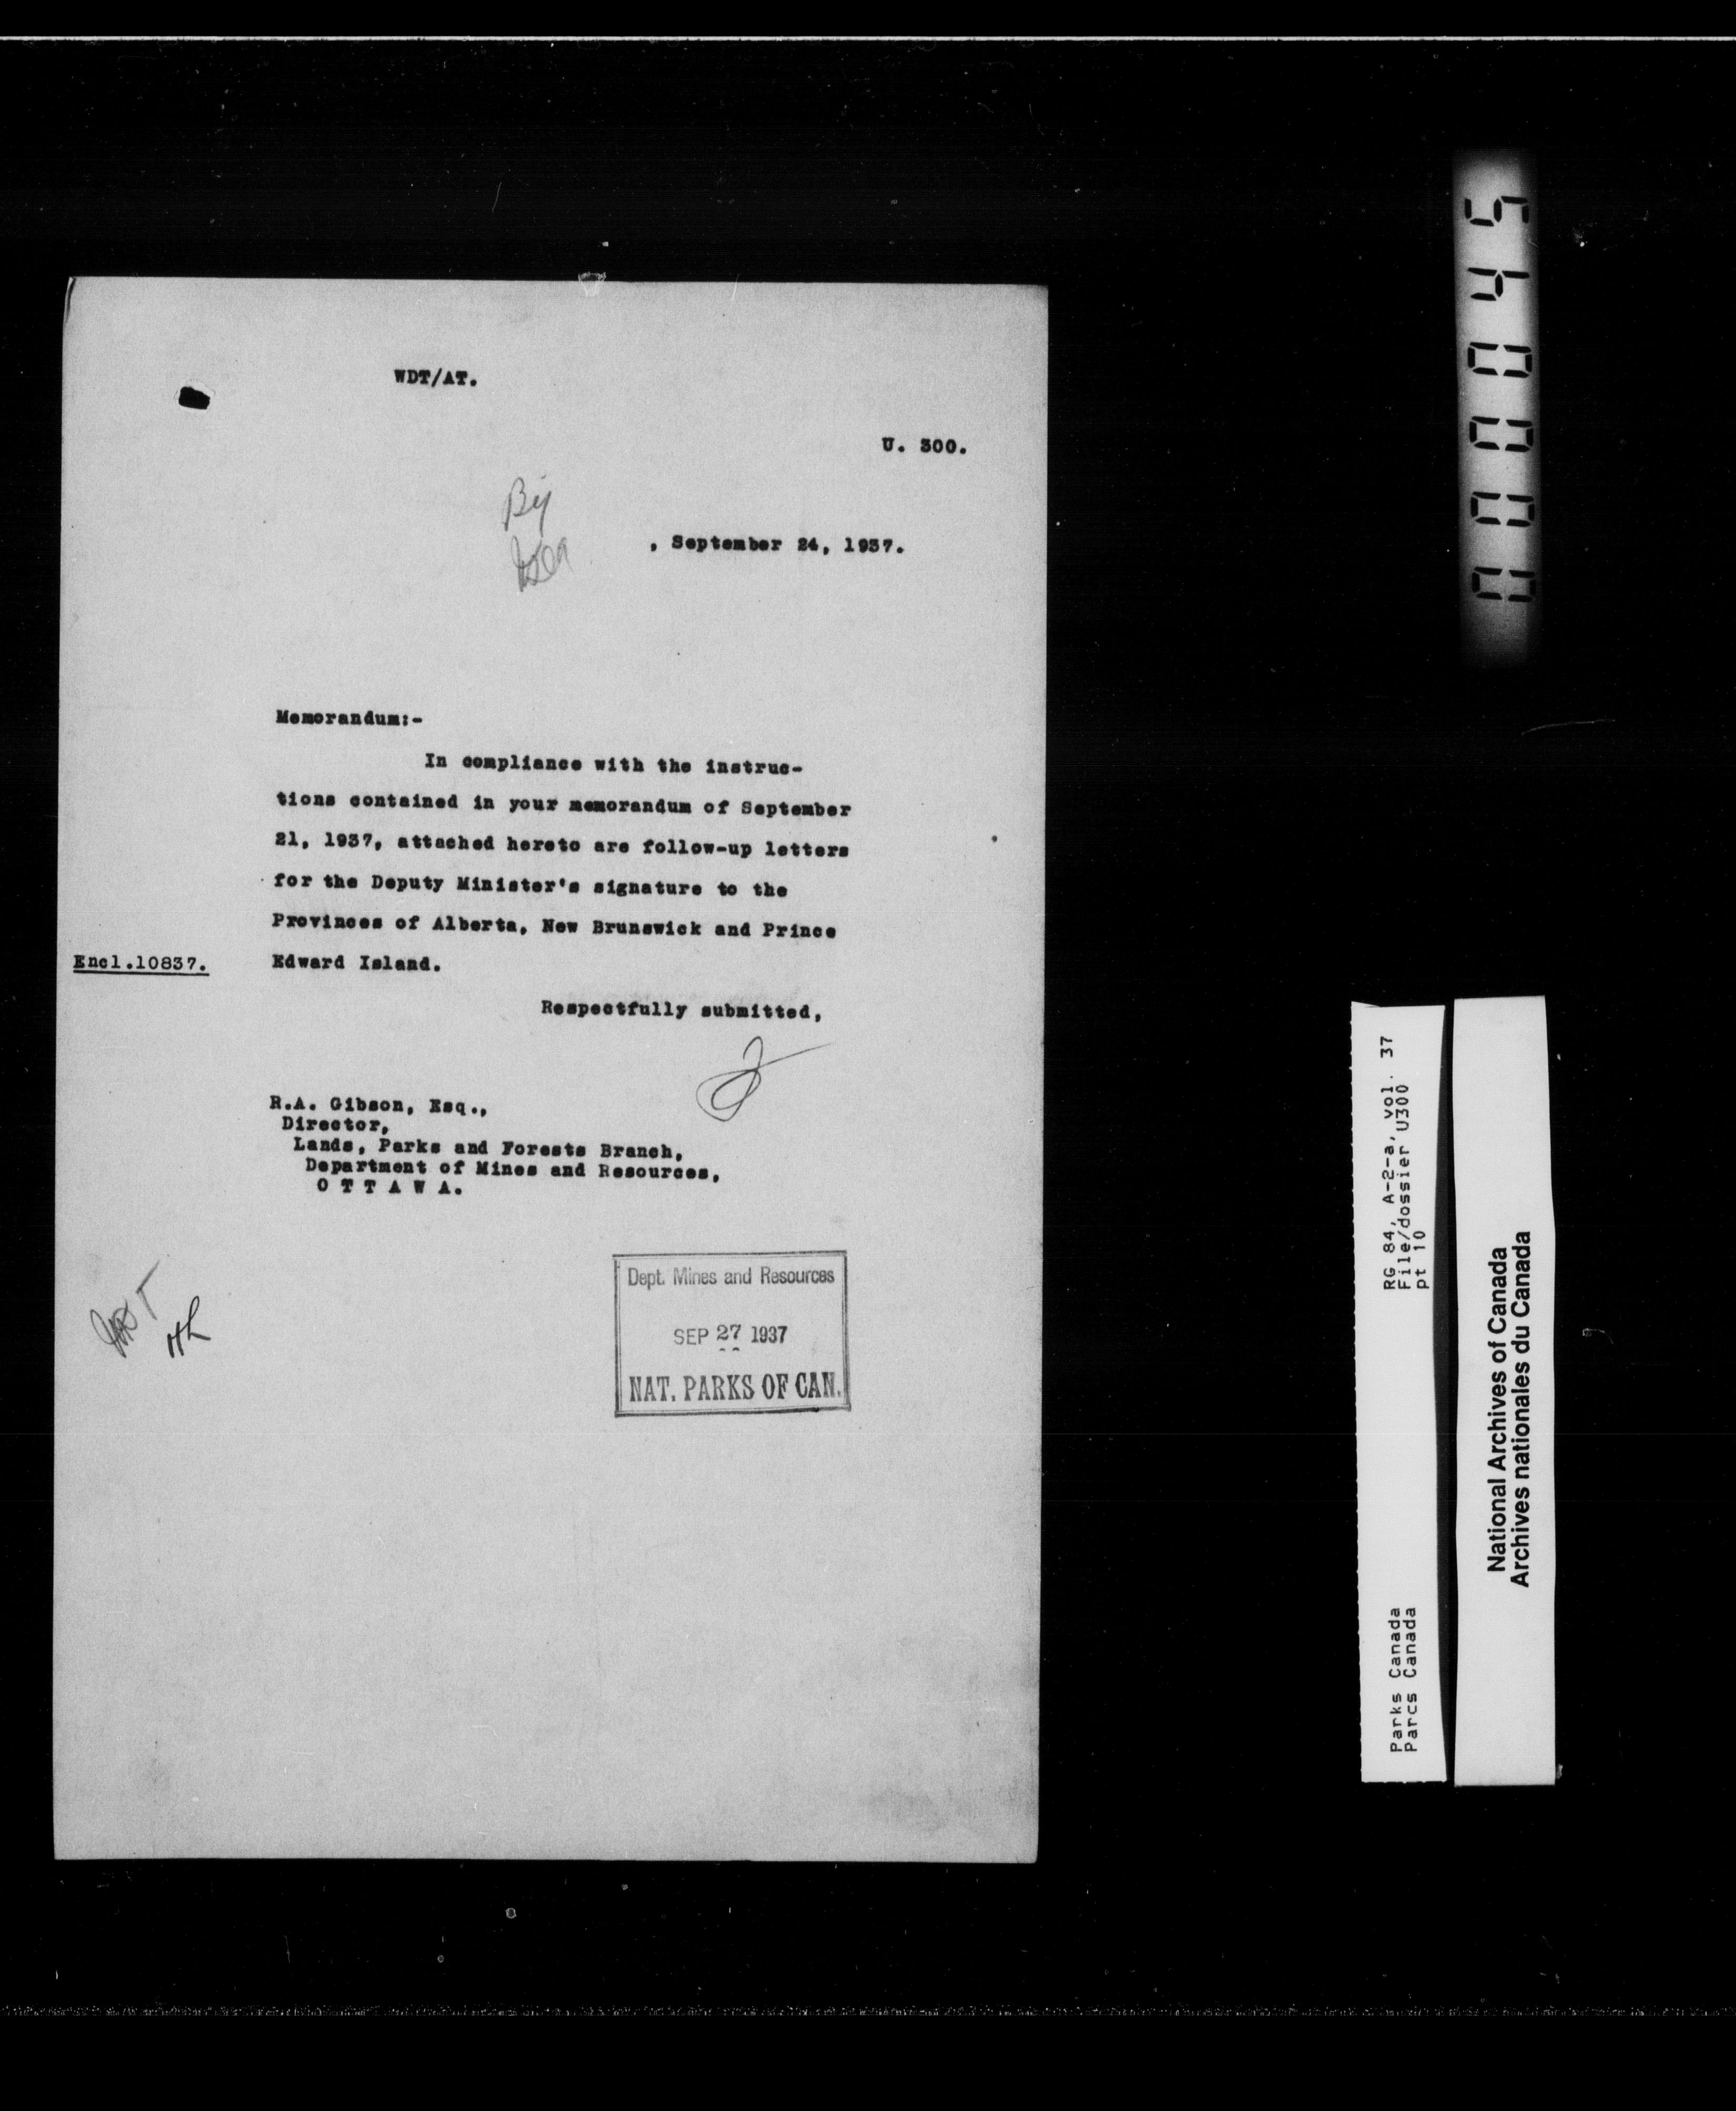 WDT/AT.
U. 300.
By
, September 24, 1937.
Memorandum:-
In compliance with the instruc-
tions contained in your memorandum of September
21, 1937, attached hereto are follow-up letters
for the Deputy Minister's signature to the
Provinces of Alberta, New Brunswick and Prince
Encl.10837. Edward Island.
Respectfully submitted,
R.A. Gibson, Esq.,
Director,
Lands, Parks and Forests Branch,
Department of Mines and Resources,
O T T A W A.
Dept. Mines and Resources
SEP 27 1937
NAT. PARKS OF CAN.
RG 84, A-2-a, vol. 37
File/dossier U300
pt 10
Parks Canada
Parcs Canada
National Archives of Canada
Archives nationales du Canada